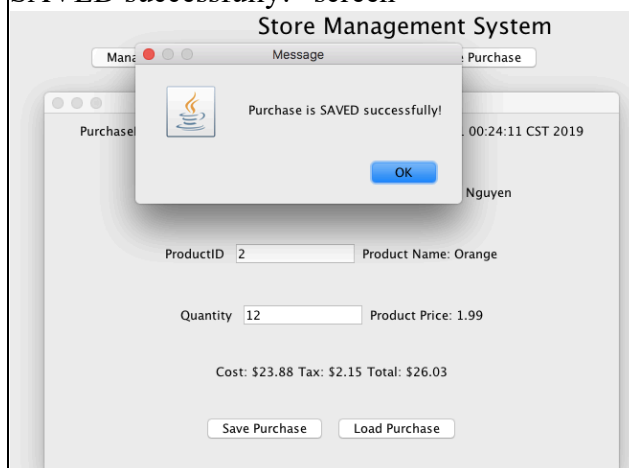 SAVED successfully!" screen
Store Management System
Mana Message Purchase
Purchase is SAVED successfully!
Purchase 00:24:11 CST 2019
OK
Nguyen
ProductID 2 Product Name: Orange
Quantity 12 Product Price: 1.99
Cost: $23.88 Tax: $2.15 Total: $26.03
Save Purchase Load Purchase